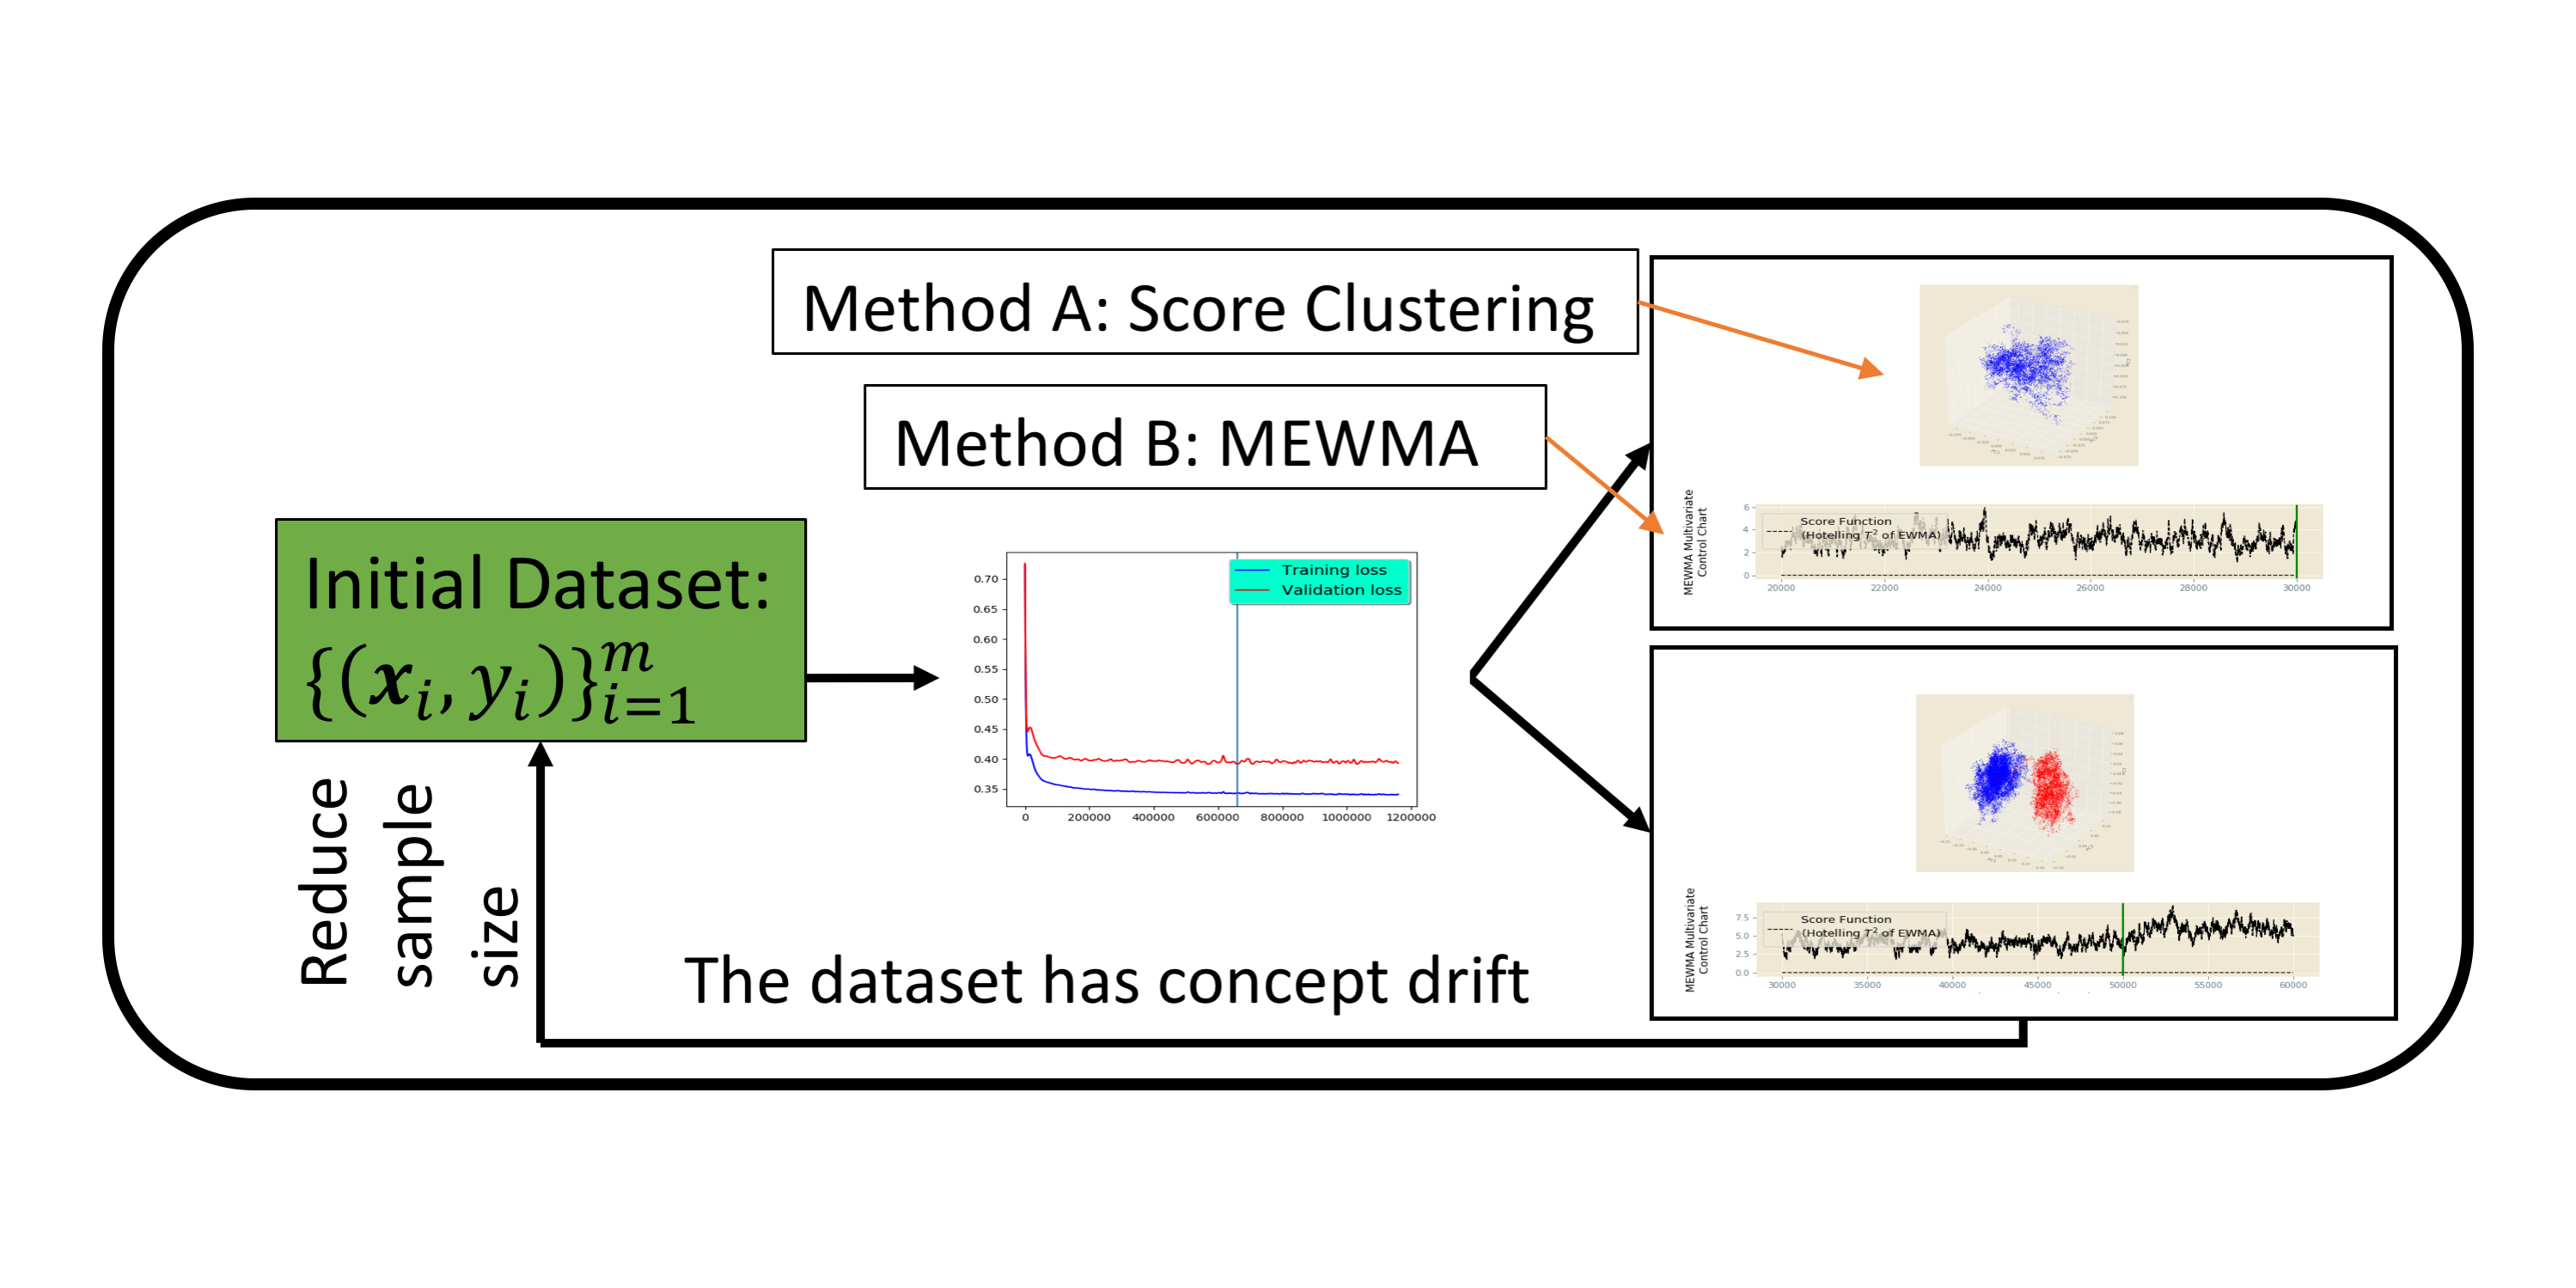 Method A: Score Clustering
Method B: MEWMA
Initial Dataset:
{(x_i, y_i)}_{i=1}^m
Reduce
sample
size
The dataset has concept drift
Training loss
Validation loss
0.70
0.65
0.60
0.55
0.50
0.45
0.40
0.35
0 200000 400000 600000 800000 1000000 1200000
MEWMA Multivariate
Control Chart
Score Function
(Hotelling T² of EWMA)
6
4
2
0
20000 22000 24000 26000 28000 30000
MEWMA Multivariate
Control Chart
Score Function
(Hotelling T² of EWMA)
7.5
5.0
2.5
0.0
30000 35000 40000 45000 50000 55000 60000